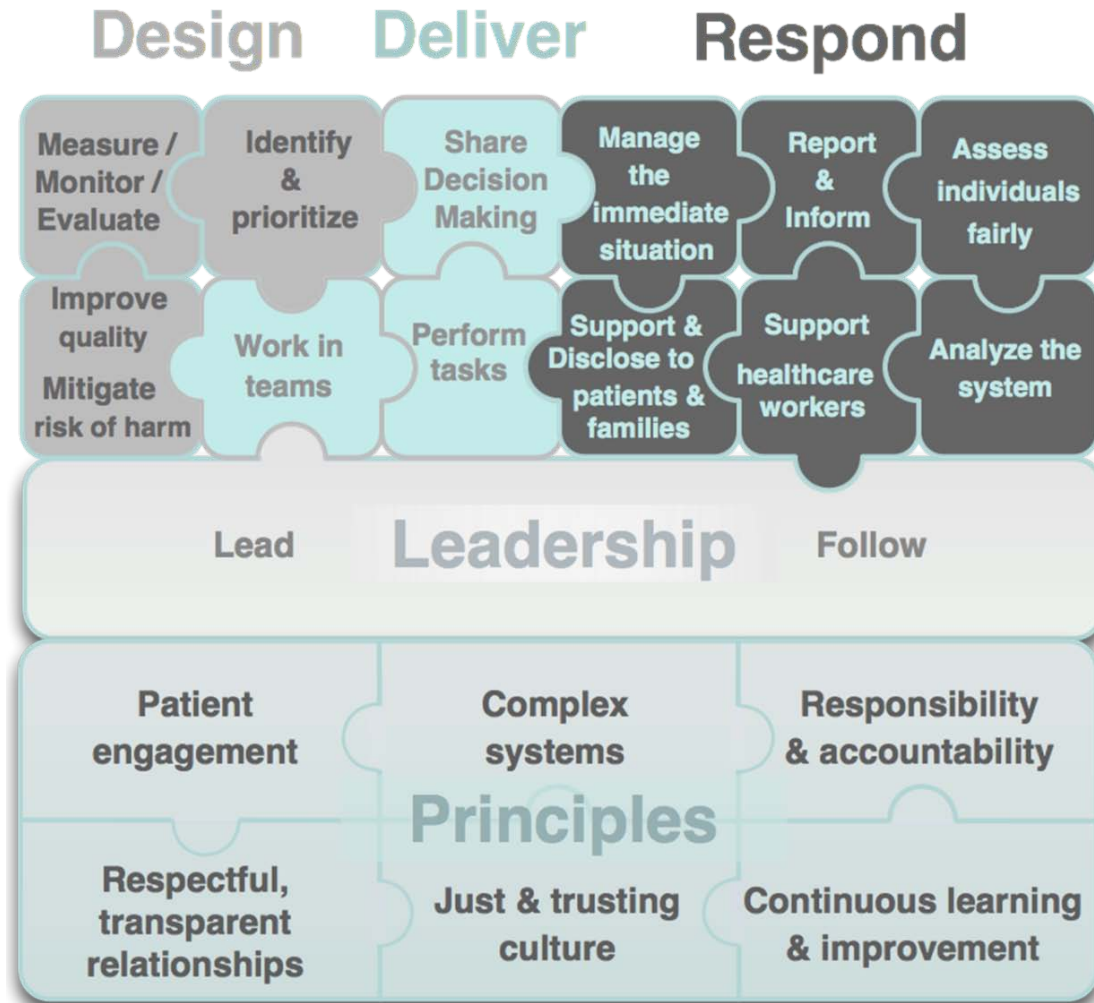 Design Deliver Respond
Measure /
Monitor /
Evaluate
Identify
&
prioritize
Share
Decision
Making
Manage
the
immediate
situation
Report
&
Inform
Assess
individuals
fairly
Improve
quality
Mitigate
risk of harm
Work in
teams
Perform
tasks
Support &
Disclose to
patients &
families
Support
healthcare
workers
Analyze the
system
Lead Leadership Follow
Patient
engagement
Complex
systems
Responsibility
& accountability
Principles
Respectful,
transparent
relationships
Just & trusting
culture
Continuous learning
& improvement